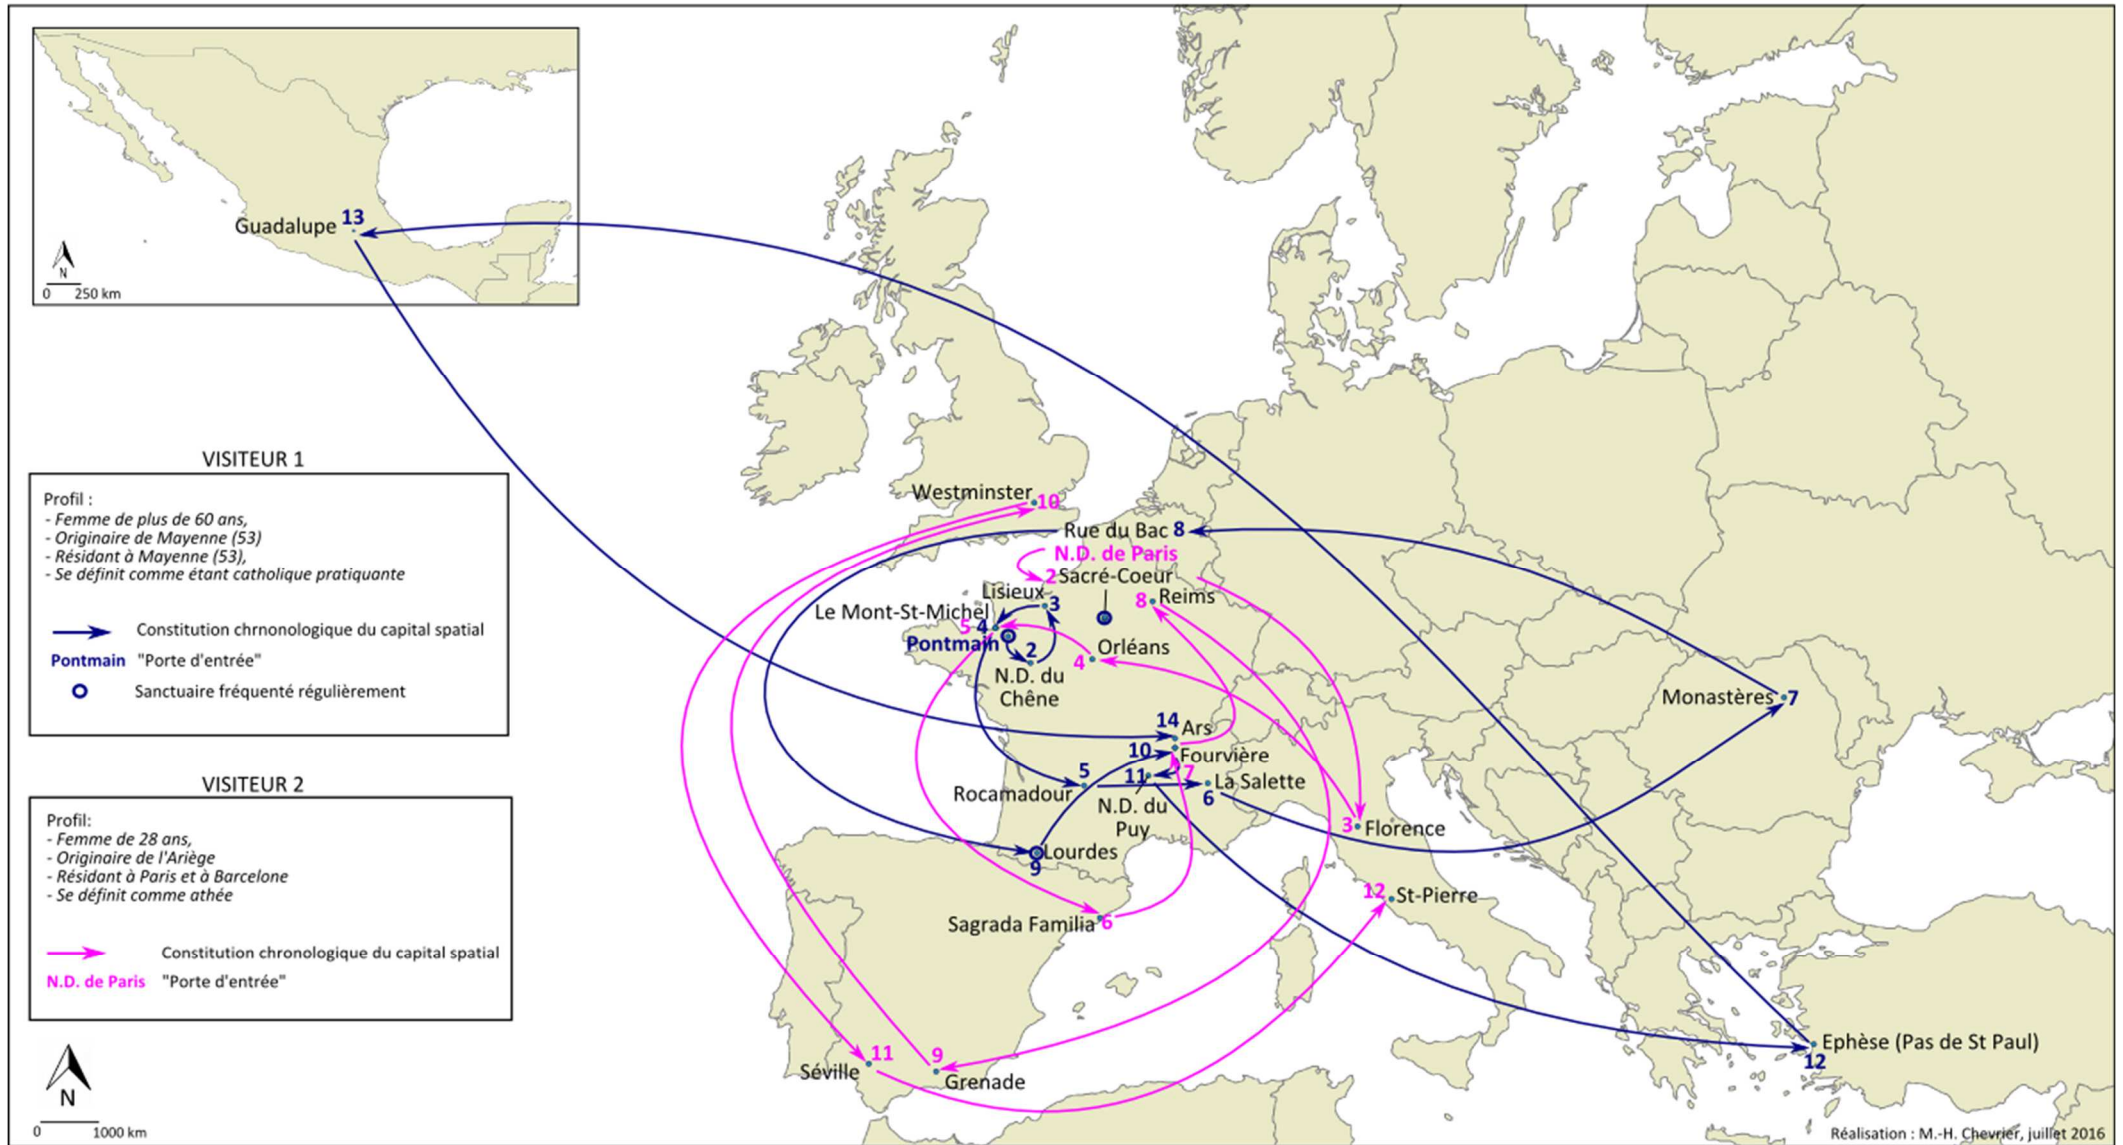 Guadalupe 13
N
0 250 km
VISITEUR 1
Profil :
- Femme de plus de 60 ans,
- Originaire de Mayenne (53)
- Résidant à Mayenne (53),
- Se définit comme étant catholique pratiquante
Constitution chrnonologique du capital spatial
Pontmain "Porte d'entrée"
Sanctuaire fréquenté régulièrement
VISITEUR 2
Profil:
- Femme de 28 ans,
- Originaire de l'Ariège
- Résidant à Paris et à Barcelone
- Se définit comme athée
Constitution chronologique du capital spatial
N.D. de Paris "Porte d'entrée"
N
0 1000 km
Westminster 10
Rue du Bac 8
N.D. de Paris
2 Sacré-Coeur
Lisieux 3
8 Reims
Le Mont-St-Michel
5 4
Pontmain
2
N.D. du
Chêne
4 Orléans
Monastères 7
14 Ars
10 Fourvière
7
11
N.D. du
Puy
5
Rocamadour
La Salette
6
3 Florence
Lourdes
9
12 St-Pierre
Sagrada Familia 6
11
Séville
9
Grenade
Ephèse (Pas de St Paul)
12
Réalisation : M.-H. Chevrier, juillet 2016